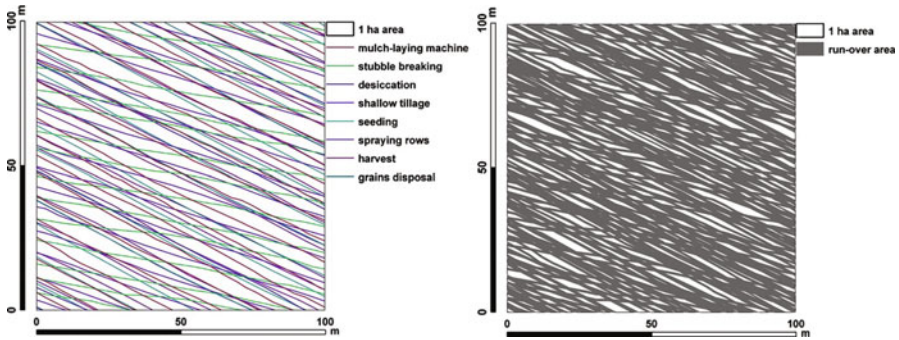 100
m
50
0
0
50
100
m
1 ha area
mulch-laying machine
stubble breaking
desiccation
shallow tillage
seeding
spraying rows
harvest
grains disposal
100
m
50
0
0
50
100
m
1 ha area
run-over area